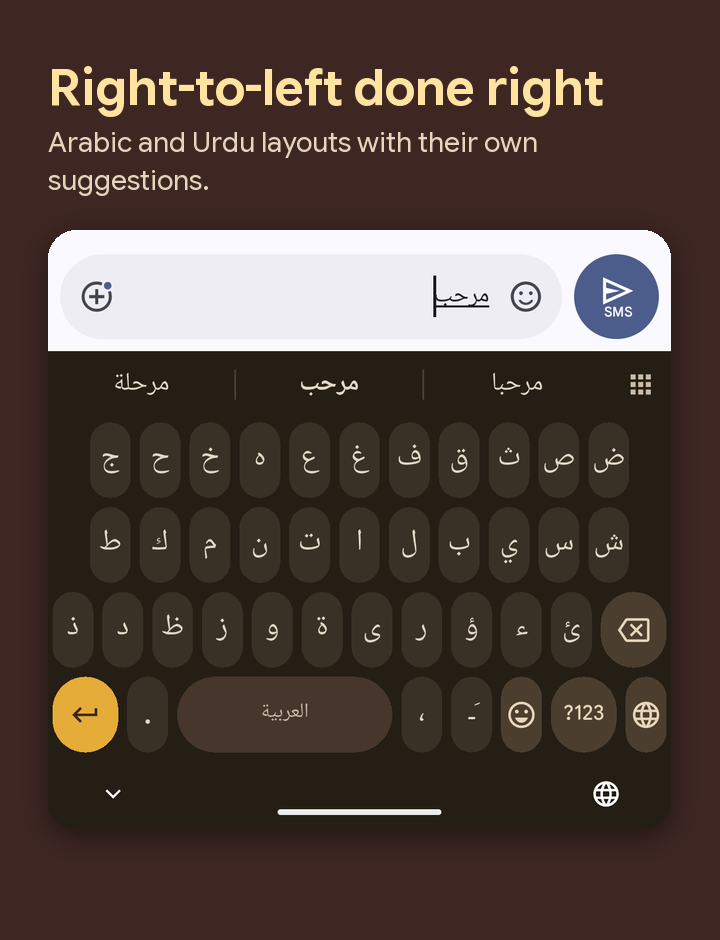 Right-to-left done right
Arabic and Urdu layouts with their own
suggestions.
مرحب
SMS
مرحبا مرحب مرحلة
ض ص ث ق ف غ ع ه خ ح ج
ش س ي ب ل ا ت ن م ك ط
ئ ء ؤ ر ى ة و ز ظ د ذ
?123 ـَ ، العربية .